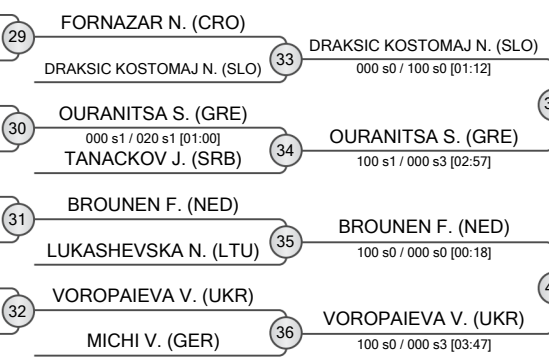 29
FORNAZAR N. (CRO)
DRAKSIC KOSTOMAJ N. (SLO)
33
DRAKSIC KOSTOMAJ N. (SLO)
000 s0 / 100 s0 [01:12]
30
OURANITSA S. (GRE)
000 s1 / 020 s1 [01:00]
TANACKOV J. (SRB)
34
OURANITSA S. (GRE)
100 s1 / 000 s3 [02:57]
31
BROUNEN F. (NED)
LUKASHEVSKA N. (LTU)
35
BROUNEN F. (NED)
100 s0 / 000 s0 [00:18]
32
VOROPAIEVA V. (UKR)
MICHI V. (GER)
36
VOROPAIEVA V. (UKR)
100 s0 / 000 s3 [03:47]